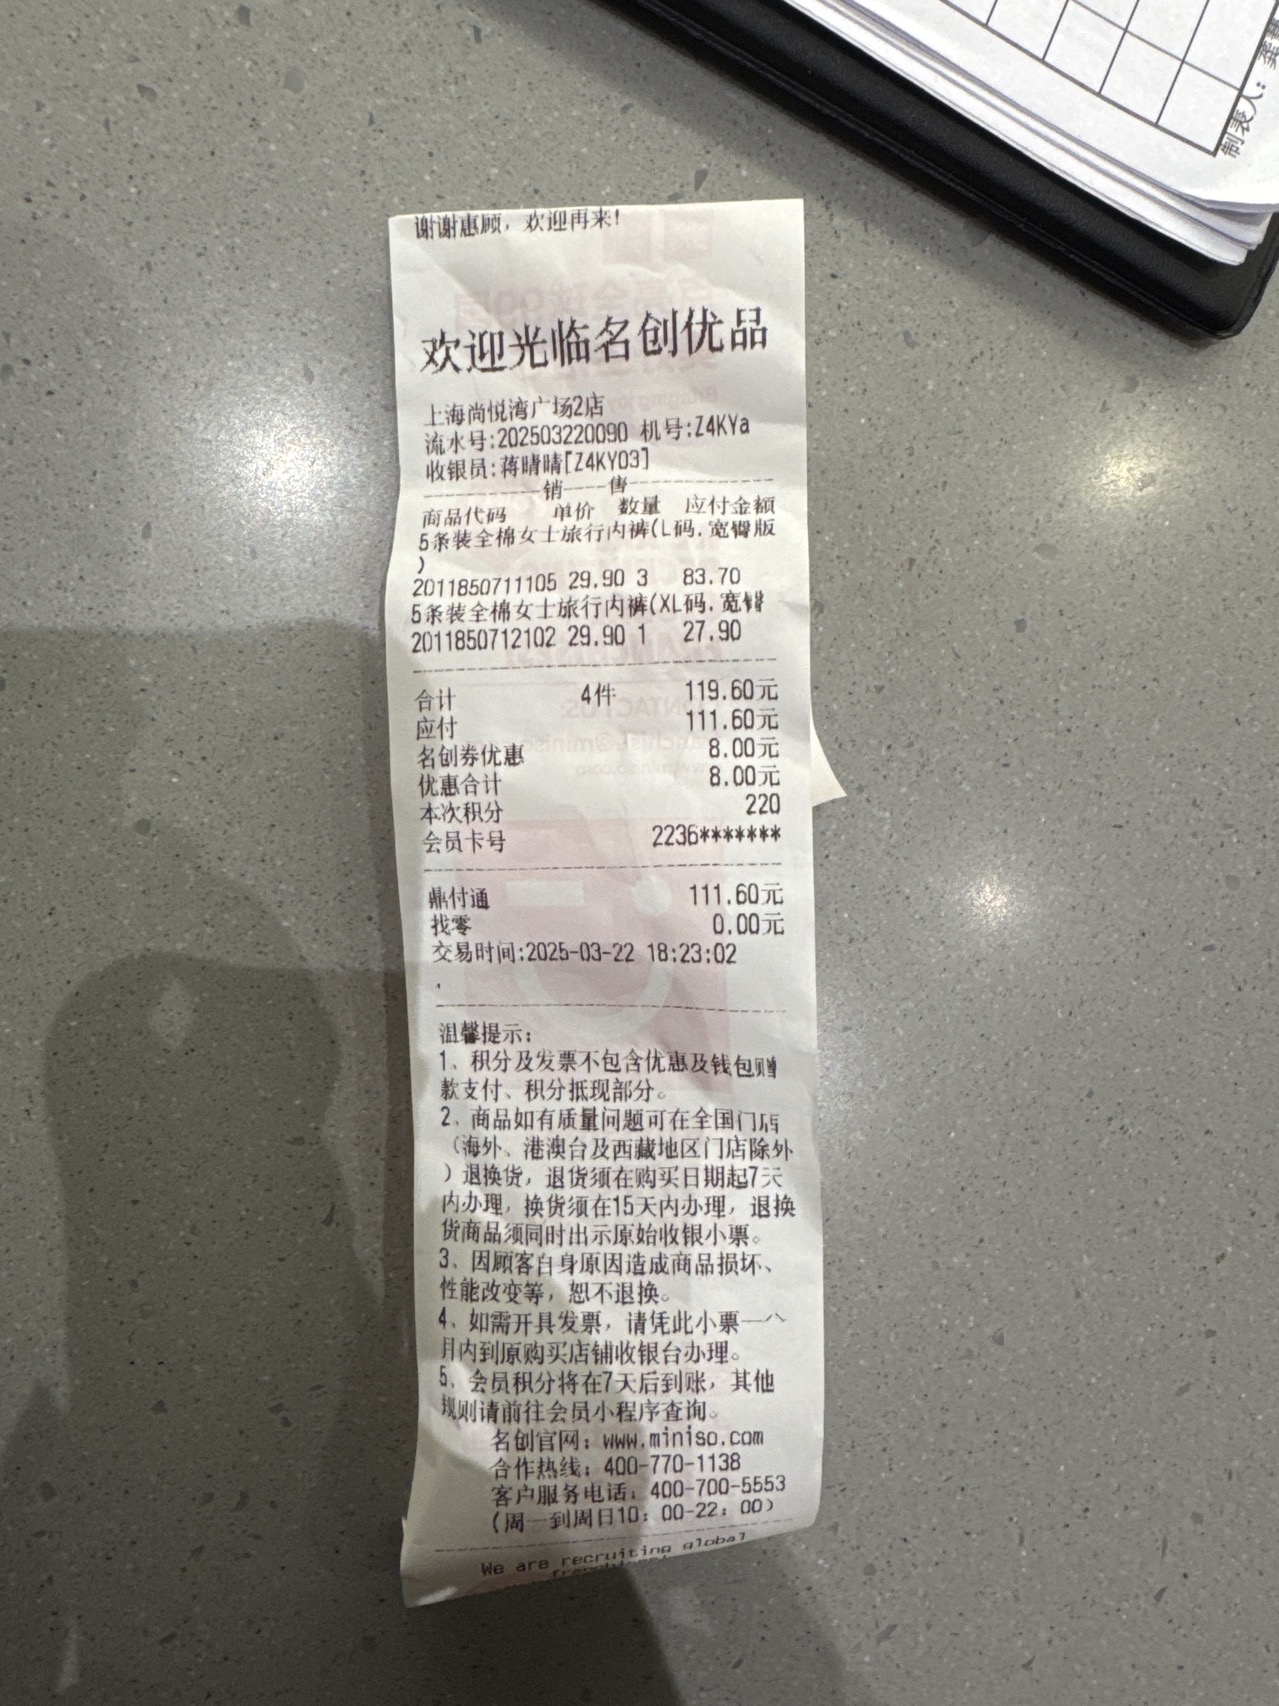 制表人：
谢谢惠顾，欢迎再来！
欢迎光临名创优品
上海尚悦湾广场2店
流水号:202503220090 机号:Z4KYa
收银员:蒋晴晴[Z4KY03]
----------销----售----------
商品代码 单价 数量 应付金额
5条装全棉女士旅行内裤(L码.宽臀版
)
2011850711105 29.90 3 83.70
5条装全棉女士旅行内裤(XL码.宽臀
2011850712102 29.90 1 27.90
合计 4件 119.60元
应付 111.60元
名创券优惠 8.00元
优惠合计 8.00元
本次积分 220
会员卡号 2236*******
鼎付通 111.60元
找零 0.00元
交易时间:2025-03-22 18:23:02
.
温馨提示：
1、积分及发票不包含优惠及钱包赠
款支付、积分抵现部分。
2、商品如有质量问题可在全国门店
（海外、港澳台及西藏地区门店除外
）退换货，退货须在购买日期起7天
内办理，换货须在15天内办理，退换
货商品须同时出示原始收银小票。
3、因顾客自身原因造成商品损坏、
性能改变等，恕不退换。
4、如需开具发票，请凭此小票一个
月内到原购买店铺收银台办理。
5、会员积分将在7天后到账，其他
规则请前往会员小程序查询。
名创官网：www.miniso.com
合作热线：400-770-1138
客户服务电话：400-700-5553
(周一到周日10：00-22：00)
We are recruiting global